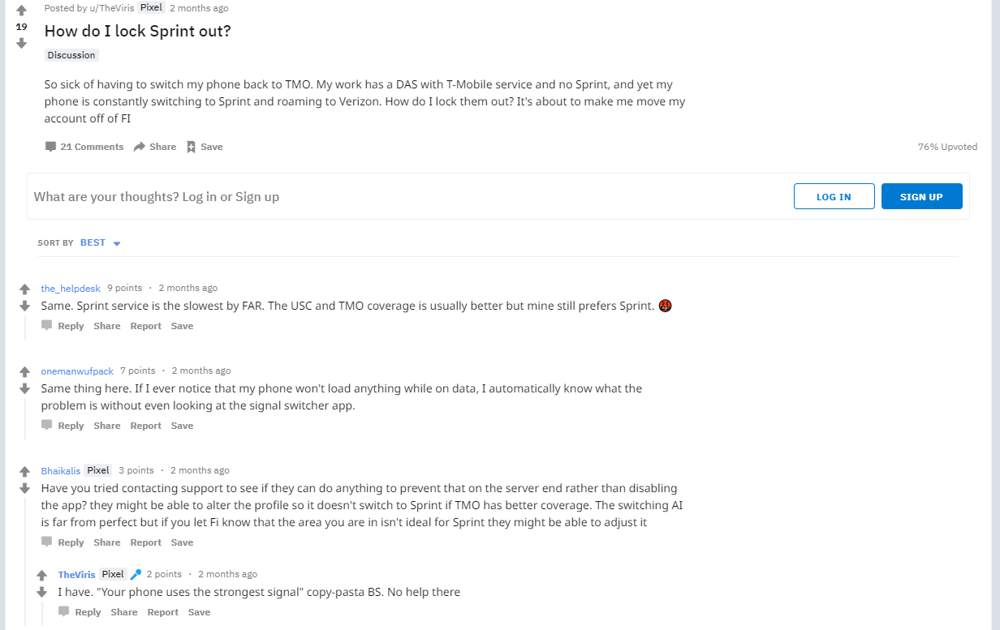 Posted by u/TheViris Pixel 2 months ago
19
How do I lock Sprint out?
Discussion
So sick of having to switch my phone back to TMO. My work has a DAS with T-Mobile service and no Sprint, and yet my
phone is constantly switching to Sprint and roaming to Verizon. How do I lock them out? It's about to make me move my
account off of FI
21 Comments Share Save 76% Upvoted
What are your thoughts? Log in or Sign up LOG IN SIGN UP
SORT BY BEST
the_helpdesk 9 points · 2 months ago
Same. Sprint service is the slowest by FAR. The USC and TMO coverage is usually better but mine still prefers Sprint.
Reply Share Report Save
onemanwufpack 7 points · 2 months ago
Same thing here. If I ever notice that my phone won't load anything while on data, I automatically know what the
problem is without even looking at the signal switcher app.
Reply Share Report Save
Bhaikalis Pixel 3 points · 2 months ago
Have you tried contacting support to see if they can do anything to prevent that on the server end rather than disabling
the app? they might be able to alter the profile so it doesn't switch to Sprint if TMO has better coverage. The switching AI
is far from perfect but if you let Fi know that the area you are in isn't ideal for Sprint they might be able to adjust it
Reply Share Report Save
TheViris Pixel 2 points · 2 months ago
I have. "Your phone uses the strongest signal" copy-pasta BS. No help there
Reply Share Report Save